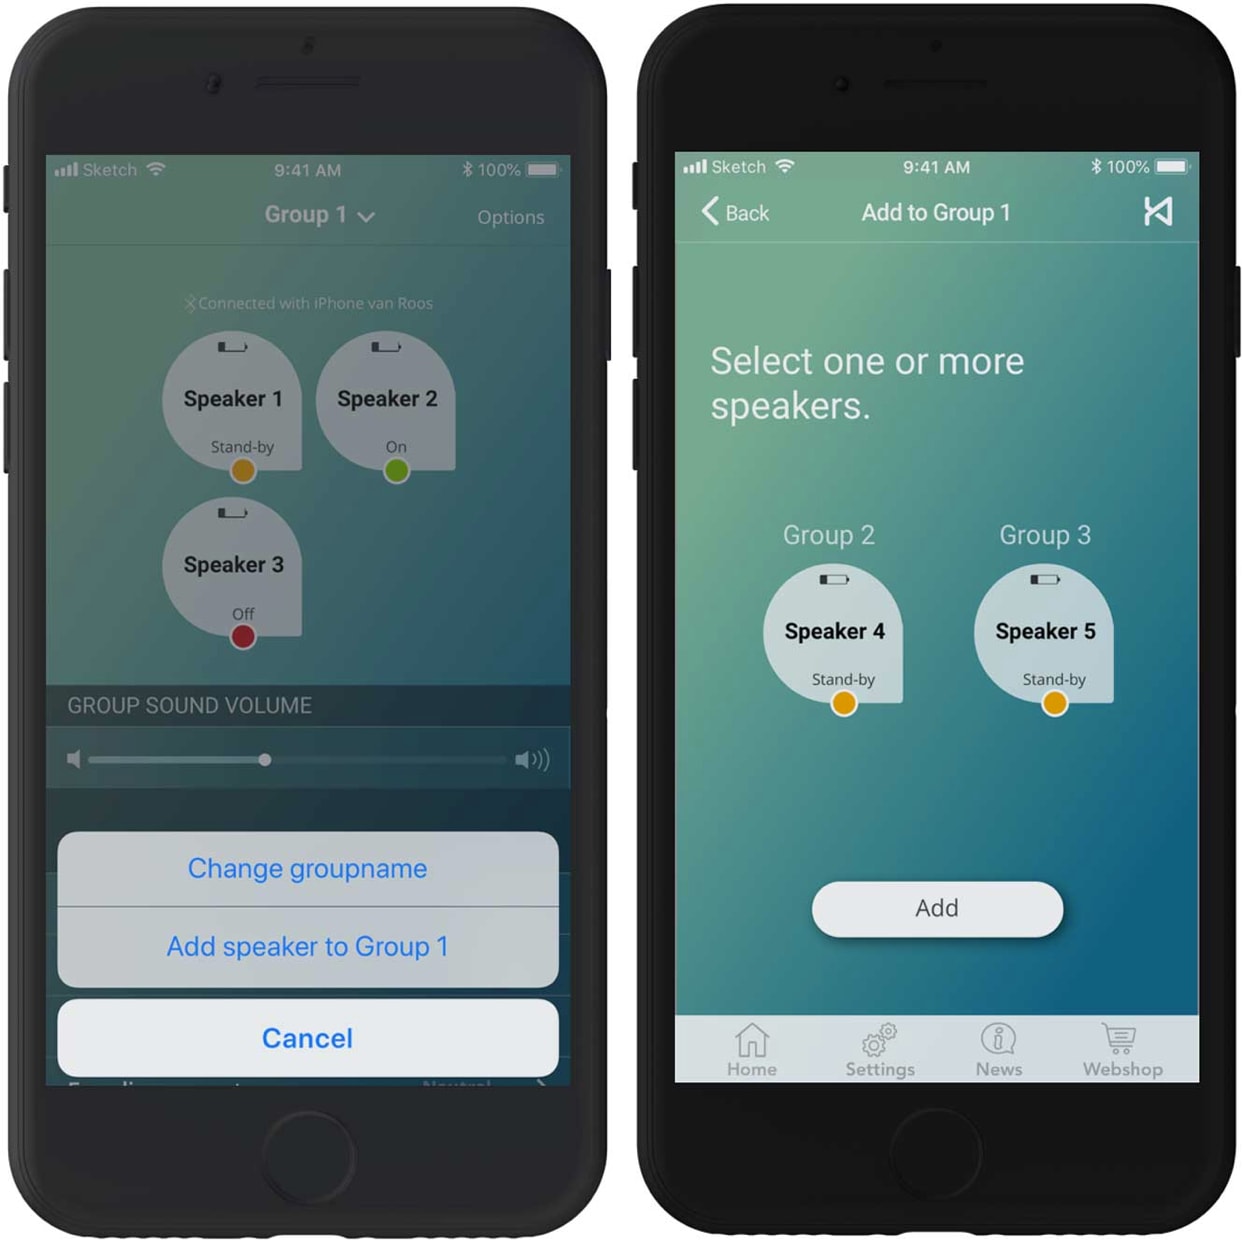 Sketch 9:41 AM 100%
Group 1 Options
Connected with iPhone van Roos
Speaker 1
Stand-by
Speaker 2
On
Speaker 3
Off
GROUP SOUND VOLUME
Change groupname
Add speaker to Group 1
Cancel
Sketch 9:41 AM 100%
Back Add to Group 1
Select one or more
speakers.
Group 2 Group 3
Speaker 4
Stand-by
Speaker 5
Stand-by
Add
Home Settings News Webshop